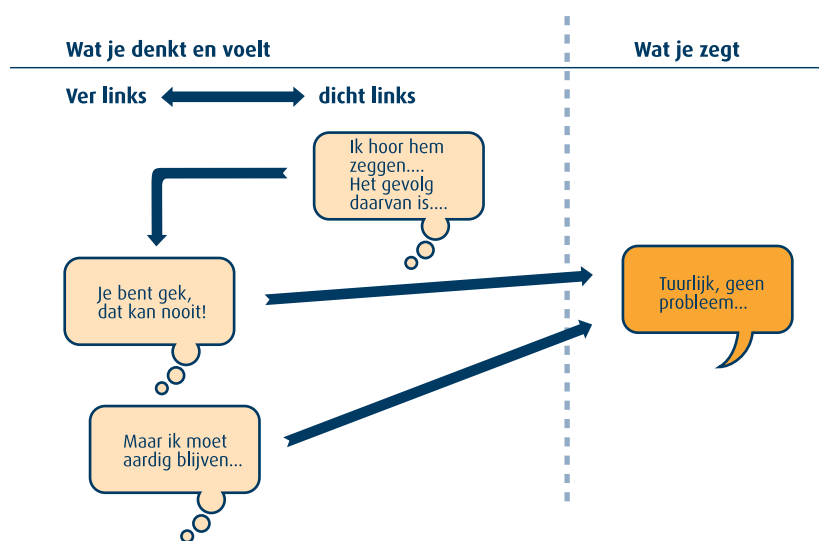 Wat je denkt en voelt
Wat je zegt
Ver links
dicht links
Ik hoor hem
zeggen....
Het gevolg
daarvan is....
Je bent gek,
dat kan nooit!
Tuurlijk, geen
probleem...
Maar ik moet
aardig blijven...